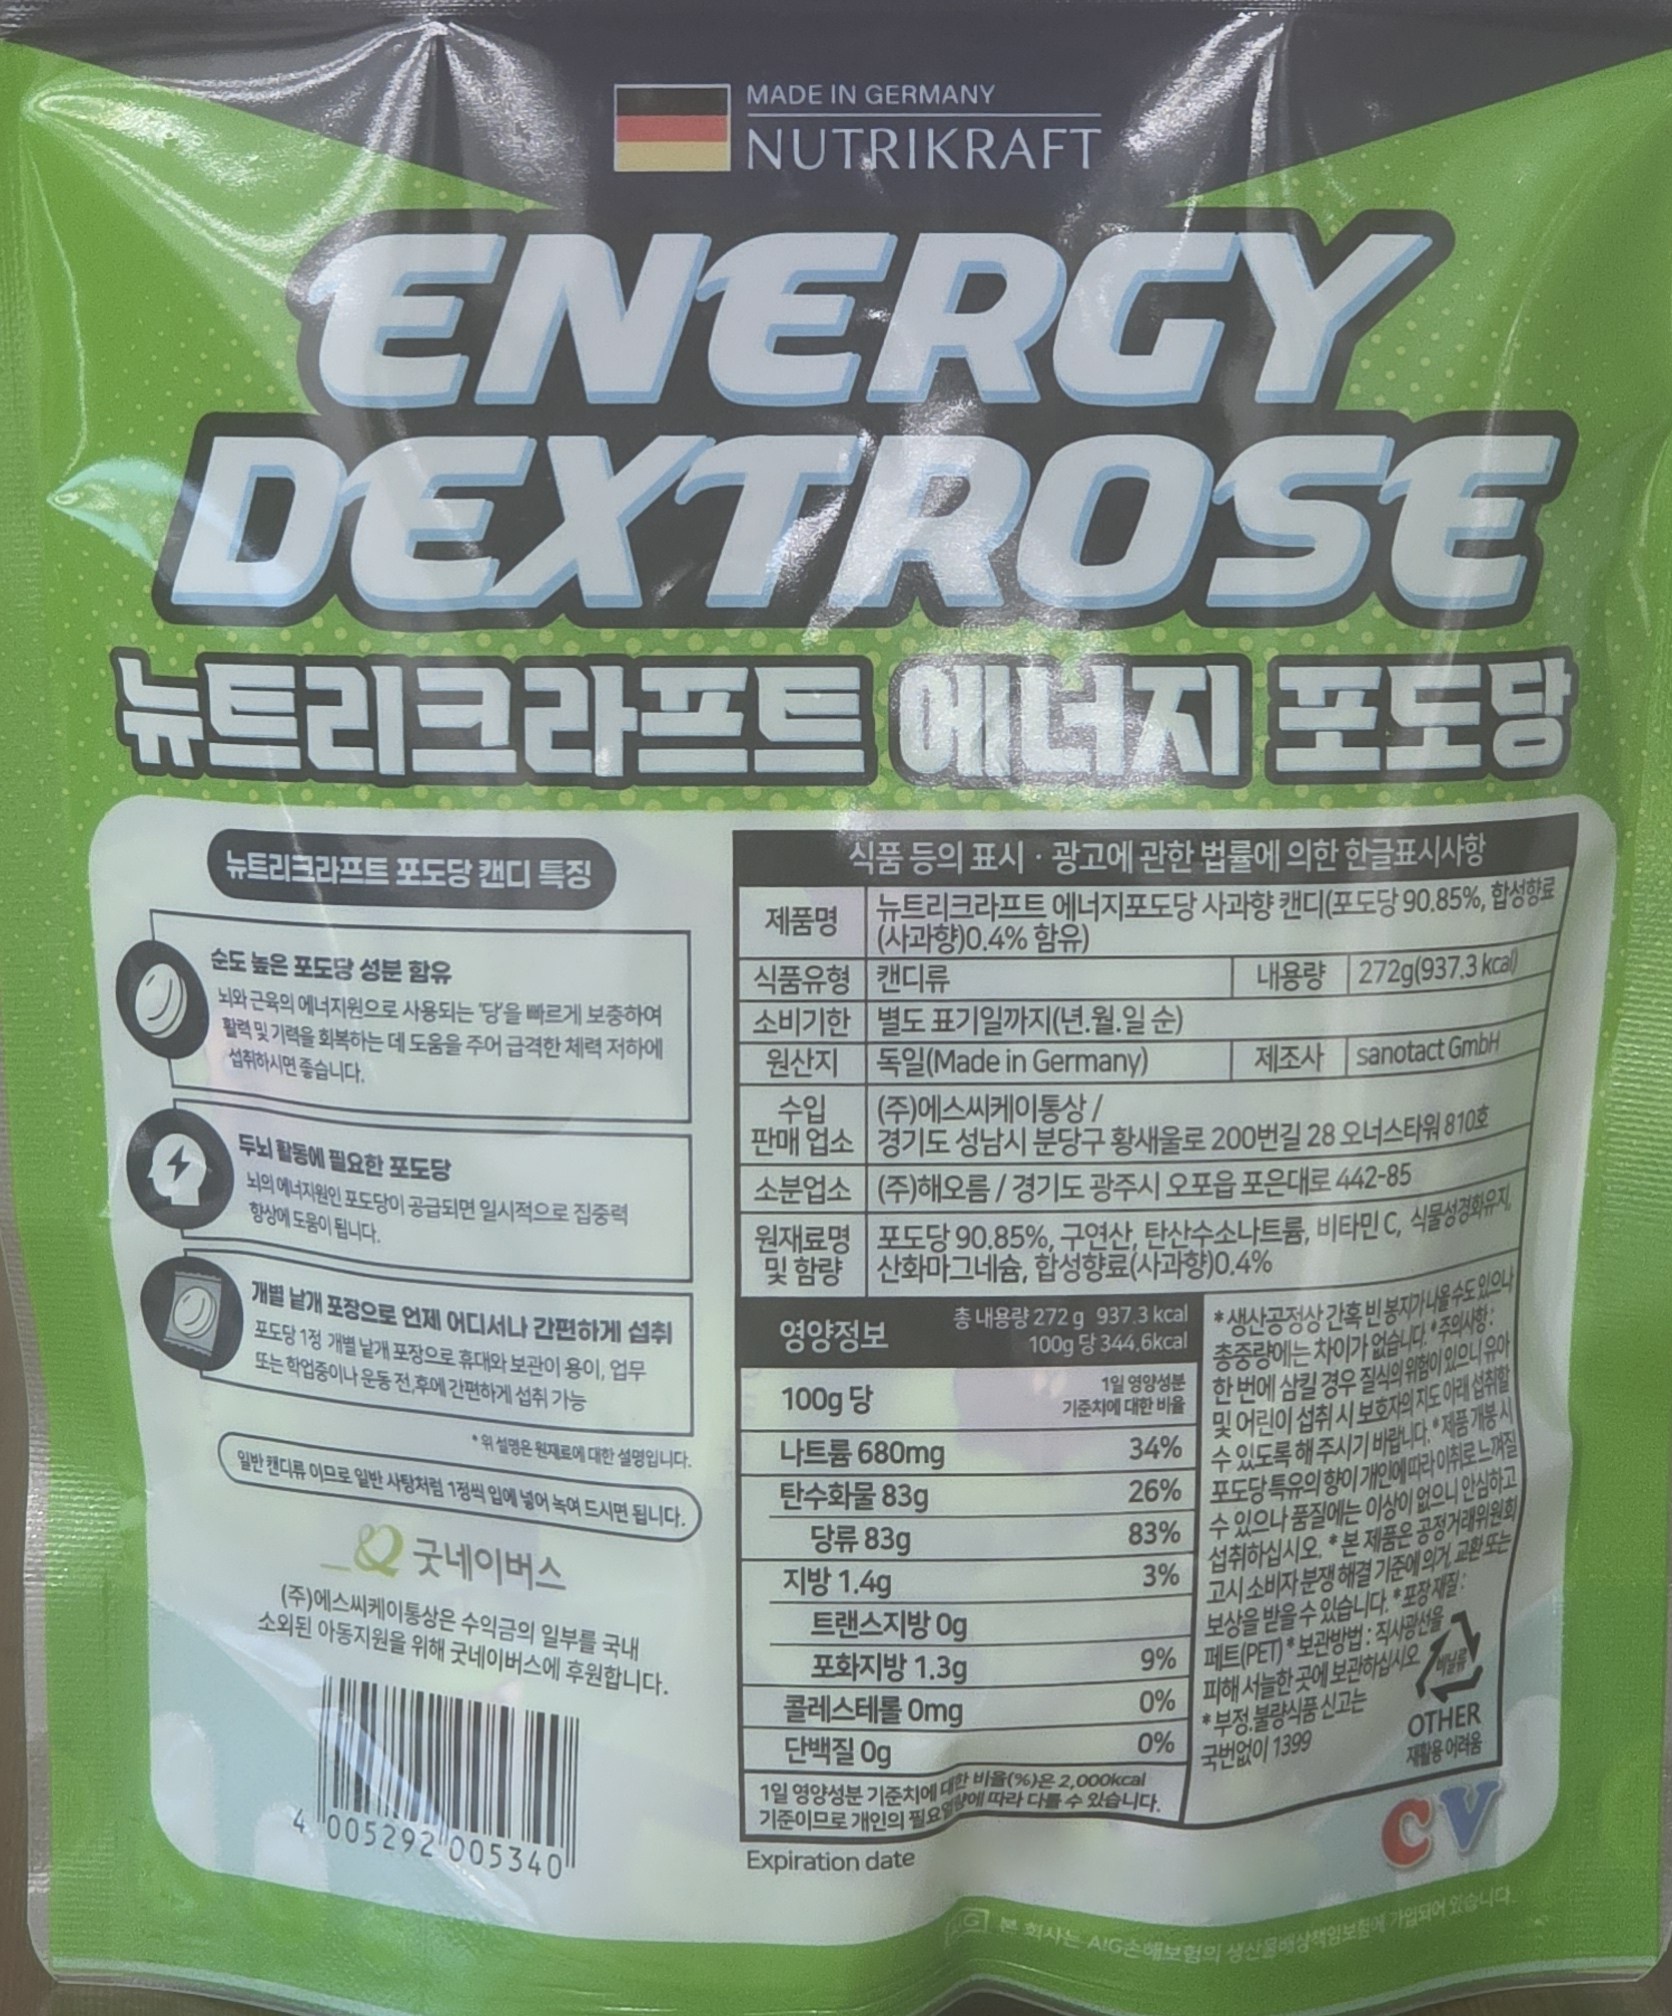 MADE IN GERMANY
NUTRIKRAFT
ENERGY
DEXTROSE
뉴트리크라프트 에너지 포도당
뉴트리크라프트 포도당 캔디 특징
순도 높은 포도당 성분 함유
뇌와 근육의 에너지원으로 사용되는 '당'을 빠르게 보충하여
활력 및 기력을 회복하는 데 도움을 주어 급격한 체력 저하에
섭취하시면 좋습니다.
두뇌 활동에 필요한 포도당
뇌의 에너지원인 포도당이 공급되면 일시적으로 집중력
향상에 도움이 됩니다.
개별 낱개 포장으로 언제 어디서나 간편하게 섭취
포도당 1정 개별 낱개 포장으로 휴대와 보관이 용이, 업무
또는 학업중이나 운동 전,후에 간편하게 섭취 가능
*위 설명은 원재료에 대한 설명입니다.
일반 캔디류 이므로 일반 사탕처럼 1정씩 입에 넣어 녹여 드시면 됩니다.
굿네이버스
(주)에스씨케이통상은 수익금의 일부를 국내
소외된 아동지원을 위해 굿네이버스에 후원합니다.
4 005292 005340
식품 등의 표시·광고에 관한 법률에 의한 한글표시사항
제품명 뉴트리크라프트 에너지포도당 사과향 캔디(포도당 90.85%, 합성향료
(사과향)0.4% 함유)
식품유형 캔디류 내용량 272g(937.3 kcal)
소비기한 별도 표기일까지(년.월.일 순)
원산지 독일(Made in Germany) 제조사 sanotact GmbH
수입 (주)에스씨케이통상 /
판매 업소 경기도 성남시 분당구 황새울로 200번길 28 오너스타워 810호
소분업소 (주)해오름 / 경기도 광주시 오포읍 포은대로 442-85
원재료명 포도당 90.85%, 구연산, 탄산수소나트륨, 비타민 C, 식물성경화유지,
및 함량 산화마그네슘, 합성향료(사과향)0.4%
영양정보 총 내용량 272 g 937.3 kcal
100g 당 344.6kcal
100g 당 1일 영양성분
기준치에 대한 비율
나트륨 680mg 34%
탄수화물 83g 26%
당류 83g 83%
지방 1.4g 3%
트랜스지방 0g
포화지방 1.3g 9%
콜레스테롤 0mg 0%
단백질 0g 0%
1일 영양성분 기준치에 대한 비율(%)은 2,000kcal
기준이므로 개인의 필요 열량에 따라 다를 수 있습니다.
Expiration date
*생산공정상 간혹 빈 봉지가 나올 수도 있으나
총중량에는 차이가 없습니다. *주의사항:
한 번에 삼킬 경우 질식의 위험이 있으니 유아
및 어린이 섭취 시 보호자의 지도 아래 섭취할
수 있도록 해 주시기 바랍니다. *제품 개봉 시
포도당 특유의 향이 개인에 따라 이취로 느껴질
수 있으나 품질에는 이상이 없으니 안심하고
섭취하십시오. *본 제품은 공정거래위원회
고시 소비자 분쟁 해결 기준에 의거, 교환 또는
보상을 받을 수 있습니다. *포장 재질:
페트(PET) *보관방법 : 직사광선을
피해 서늘한 곳에 보관하십시오
*부정.불량식품 신고는
국번없이 1399
비닐류
OTHER
재활용 어려움
CV
AIG 본 회사는 AIG손해보험의 생산물배상책임보험에 가입되어 있습니다.